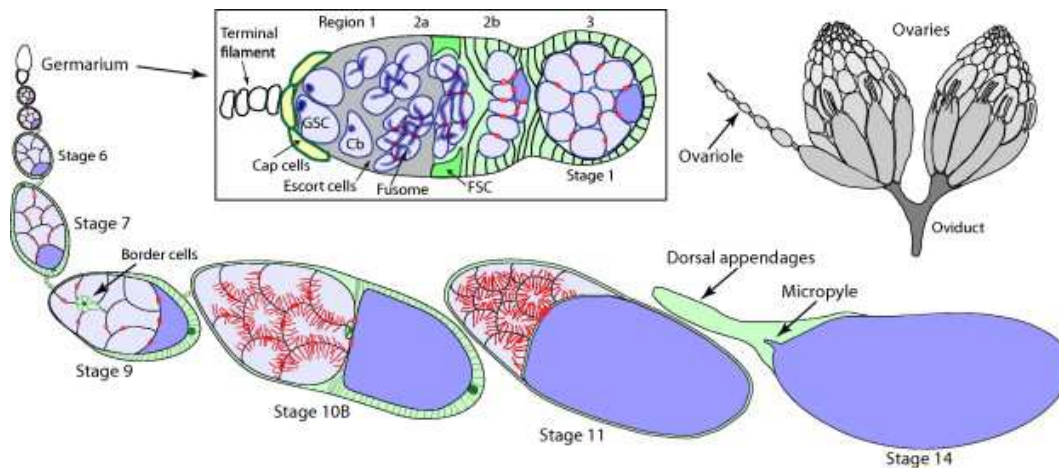 Region 1 2a 2b 3
Terminal
filament
Germarium
GSC
Cb
Cap cells
Escort cells
Fusome
FSC
Stage 1
Ovaries
Ovariole
Oviduct
Stage 6
Stage 7
Border cells
Stage 9
Stage 10B
Stage 11
Dorsal appendages
Micropyle
Stage 14